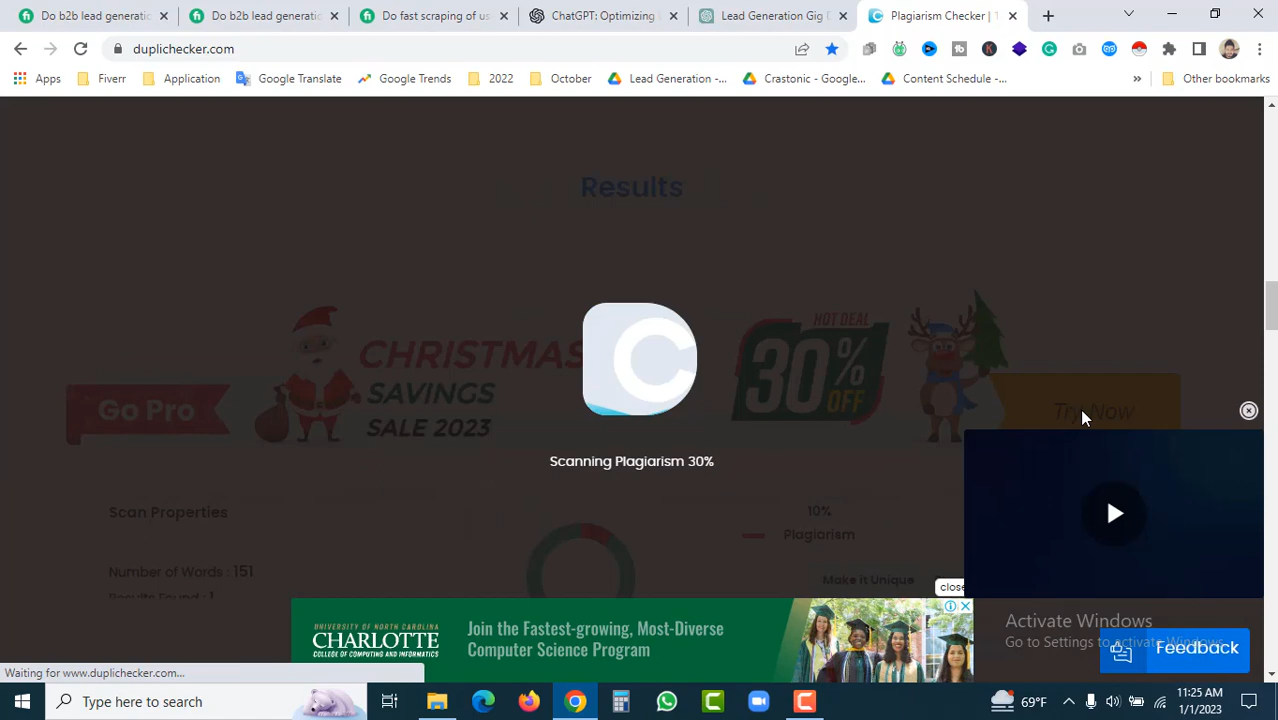 Do b2b lead generatio
Do b2b lead generatio
Do fast scraping of us
ChatGPT: Optimizing
Lead Generation Gig D
Plagiarism Checker | T
duplichecker.com
Apps
Fiverr
Application
Google Translate
Google Trends
2022
October
Lead Generation -...
Crastonic - Google...
Content Schedule -...
Other bookmarks
Results
Go Pro
CHRISTMAS
SAVINGS
SALE 2023
HOT DEAL
30%
OFF
Try Now
Scanning Plagiarism 30%
Scan Properties
10%
Plagiarism
Number of Words : 151
Results Found : 1
Make it Unique
close
UNIVERSITY OF NORTH CAROLINA
CHARLOTTE
COLLEGE OF COMPUTING AND INFORMATICS
Join the Fastest-growing, Most-Diverse
Computer Science Program
Activate Windows
Go to Settings to activate Windows.
Feedback
Waiting for www.duplichecker.com...
Type here to search
69°F
11:25 AM
1/1/2023